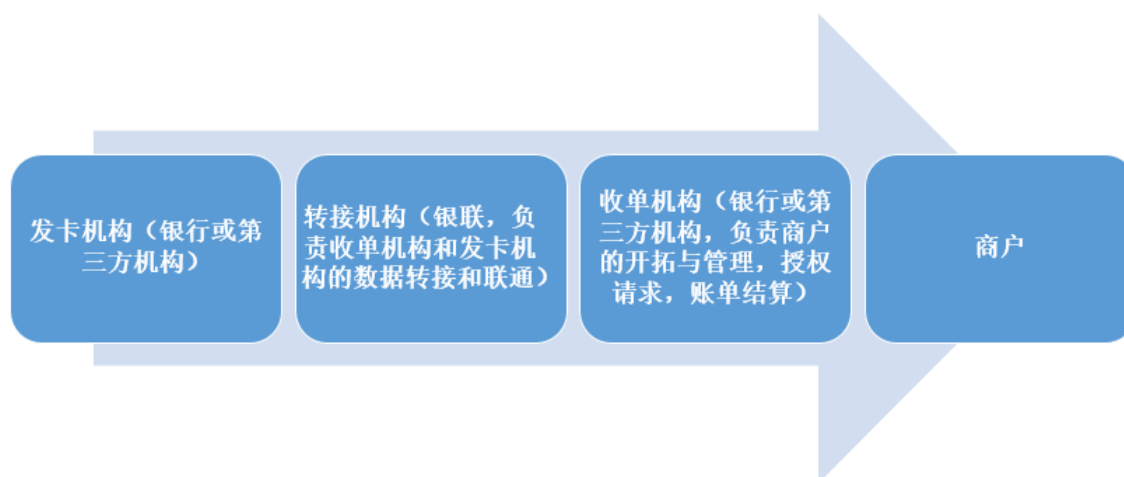 发卡机构（银行或第
三方机构）
转接机构（银联，负
责收单机构和发卡机
构的数据转接和联通）
收单机构（银行或第
三方机构，负责商户
的开拓与管理，授权
请求，账单结算）
商户